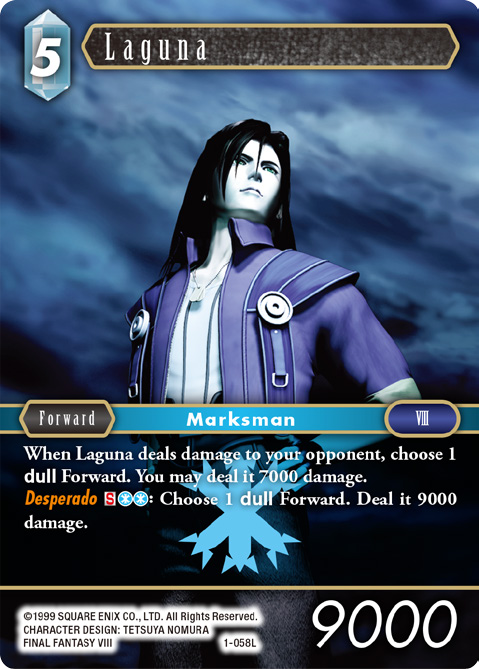 5
Laguna
Forward
Marksman
VIII
When Laguna deals damage to your opponent, choose 1
dull Forward. You may deal it 7000 damage.
Desperado S: Choose 1 dull Forward. Deal it 9000
damage.
©1999 SQUARE ENIX CO., LTD. All Rights Reserved.
CHARACTER DESIGN: TETSUYA NOMURA
FINAL FANTASY VIII
1-058L
9000